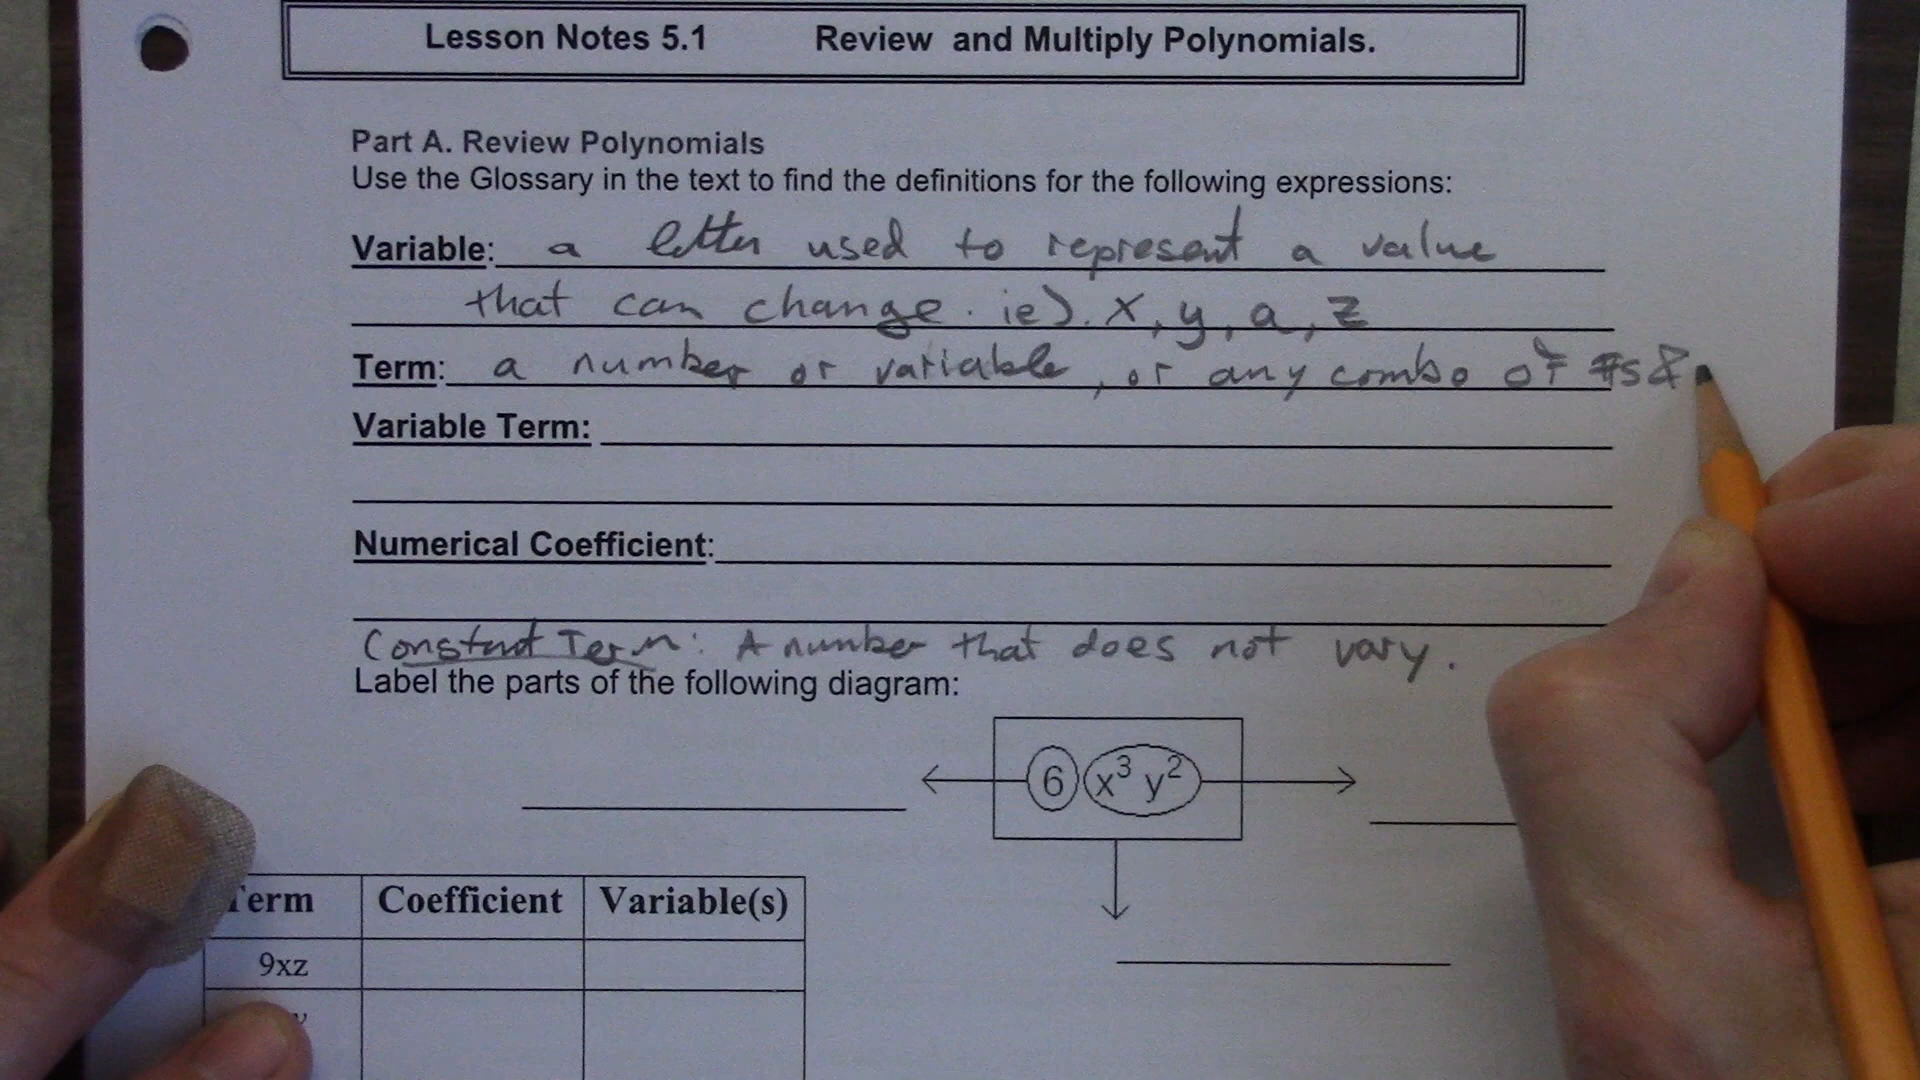 Lesson Notes 5.1 Review and Multiply Polynomials.
Part A. Review Polynomials
Use the Glossary in the text to find the definitions for the following expressions:
Variable: a letter used to represent a value
that can change. ie). x, y, a, z
Term: a number or variable, or any combo of #s &
Variable Term:
Numerical Coefficient:
Constant Term: A number that does not vary.
Label the parts of the following diagram:
6 x³ y²
Term Coefficient Variable(s)
9xz